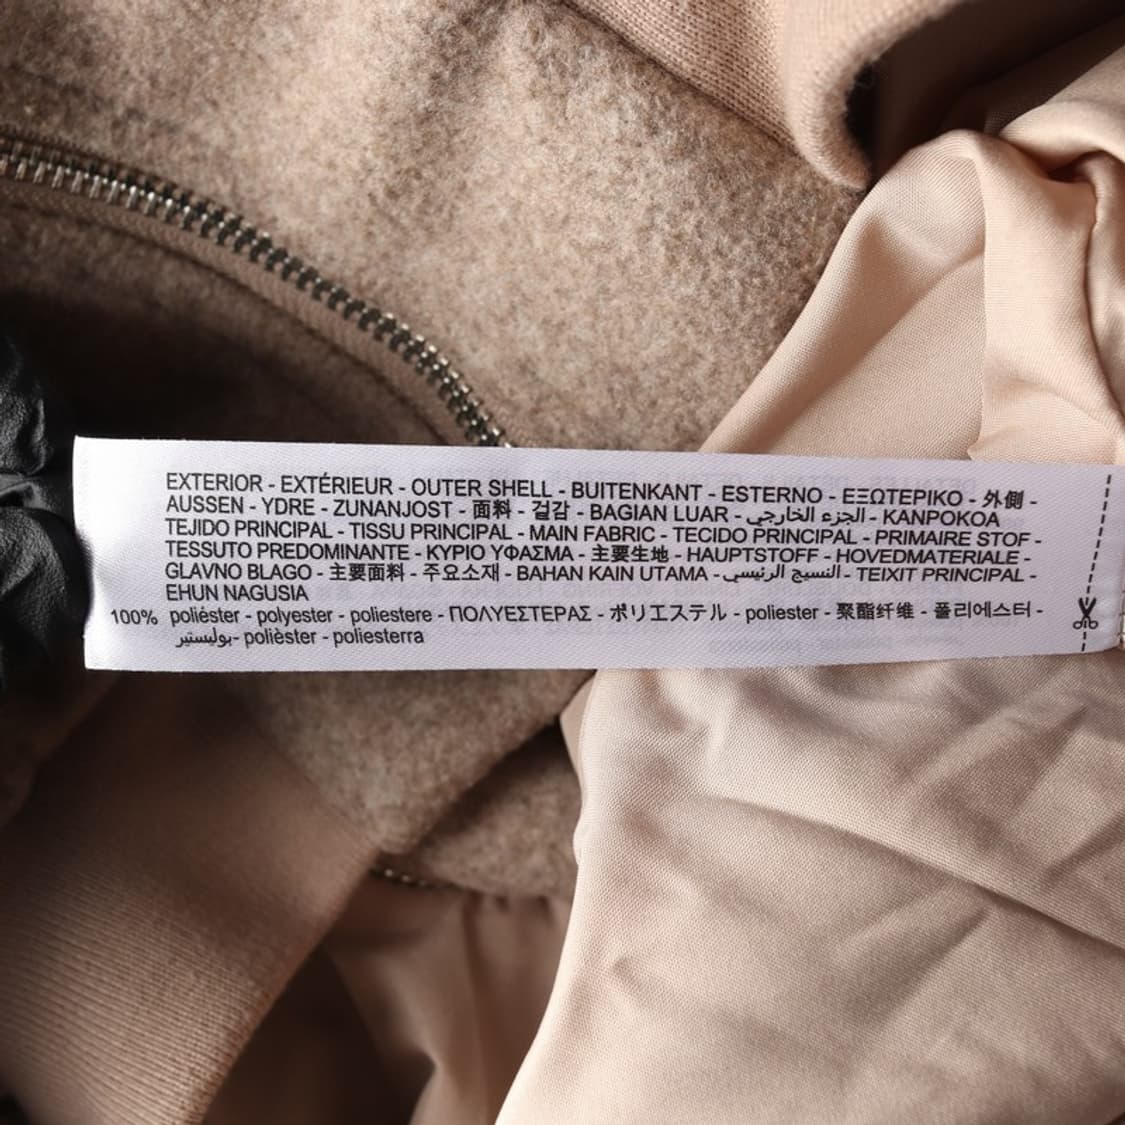 EXTERIOR - EXTÉRIEUR - OUTER SHELL - BUITENKANT - ESTERNO - ΕΞΩΤΕΡΙΚΟ - 外側 -
AUSSEN - YDRE - ZUNANJOST - 面料 - 겉감 - BAGIAN LUAR - الجزء الخارجي - KANPOKOA
TEJIDO PRINCIPAL - TISSU PRINCIPAL - MAIN FABRIC - TECIDO PRINCIPAL - PRIMAIRE STOF -
TESSUTO PREDOMINANTE - ΚΥΡΙΟ ΥΦΑΣΜΑ - 主要生地 - HAUPTSTOFF - HOVEDMATERIALE -
GLAVNO BLAGO - 主要面料 - 주요소재 - BAHAN KAIN UTAMA - النسيج الرئيسي - TEIXIT PRINCIPAL -
EHUN NAGUSIA
100% poliéster - polyester - poliestere - ΠΟΛΥΕΣΤΕΡΑΣ - ポリエステル - poliester - 聚酯纤维 - 폴리에스터 -
بوليستير - polièster - poliesterra